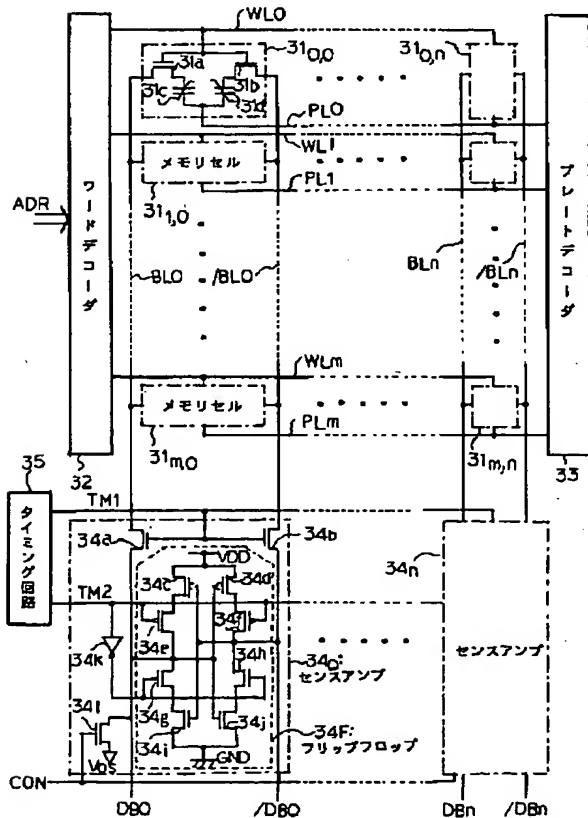 WL0
31₀,₀
31₀,ₙ
31a
31b
31c
31d
PL0
WL1
メモリセル
PL1
31₁,₀
ADR
ワードデコーダ
プレートデコーダ
BL0
/BL0
BLn
/BLn
WLm
メモリセル
PLm
31m,0
31m,n
32
33
35
TM1
タイミング回路
34a
34b
VDD
34n
34c
34d
TM2
34e
34f
34k
34h
34₀:
センスアンプ
センスアンプ
34g
34l
34i
34j
34F:
フリップフロップ
VOS
GND
CON
DB0
/DB0
DBn
/DBn